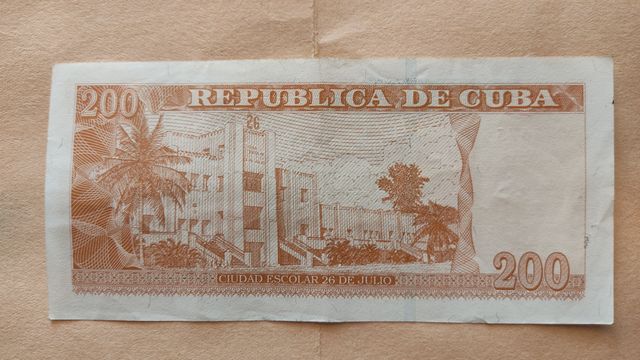 200
REPUBLICA DE CUBA
26
CIUDAD ESCOLAR 26 DE JULIO
200